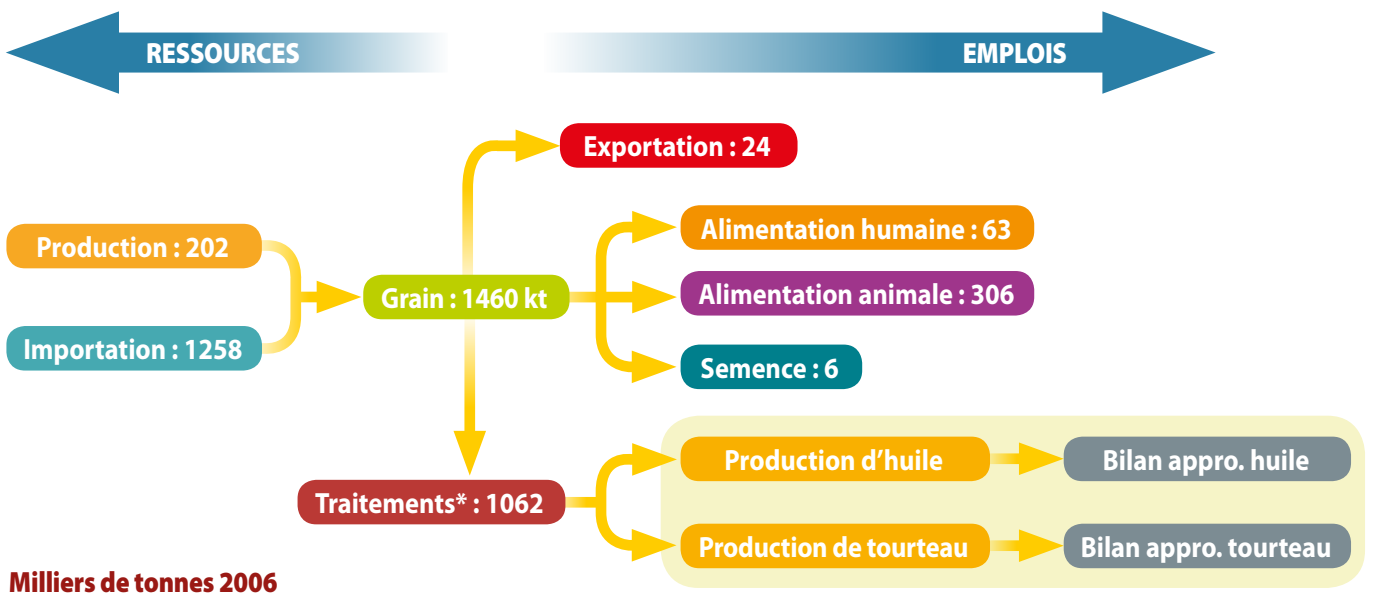 RESSOURCES
EMPLOIS
Exportation : 24
Production : 202
Alimentation humaine : 63
Grain : 1460 kt
Alimentation animale : 306
Importation : 1258
Semence : 6
Production d’huile
Bilan appro. huile
Traitements* : 1062
Production de tourteau
Bilan appro. tourteau
Milliers de tonnes 2006